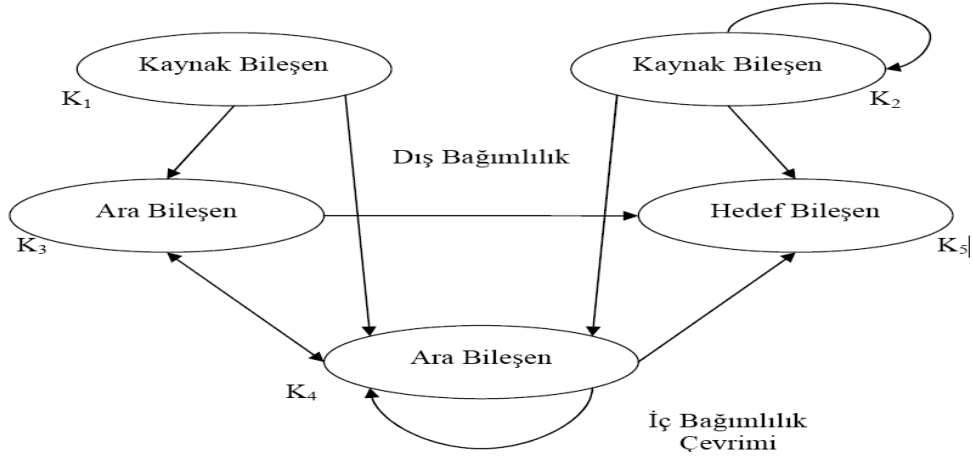 Kaynak Bileşen
Kaynak Bileşen
K₁
K₂
Dış Bağımlılık
Ara Bileşen
Hedef Bileşen
K₃
K₅
Ara Bileşen
K₄
İç Bağımlılık
Çevrimi